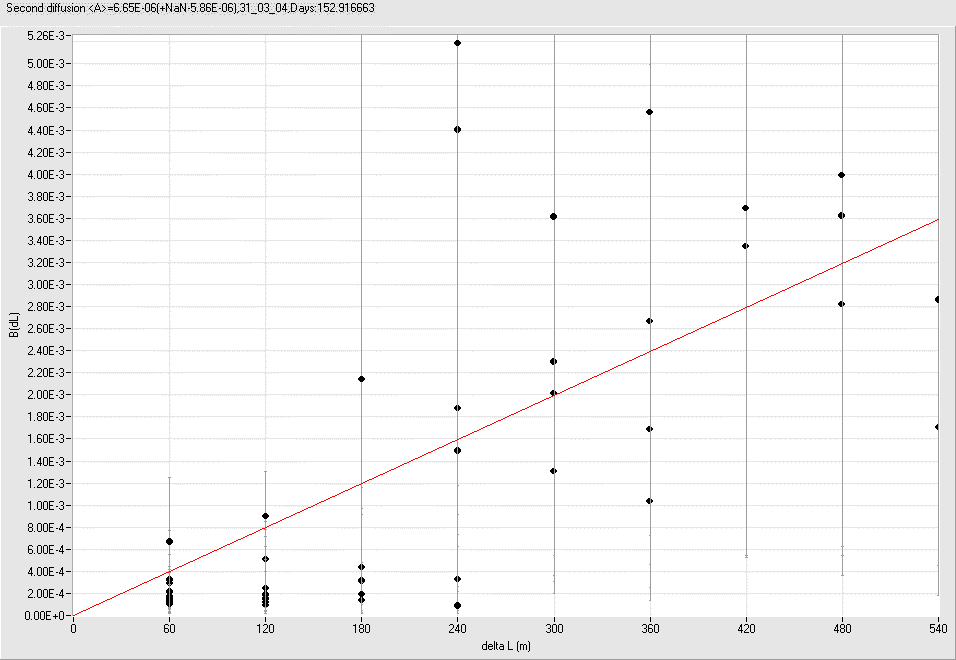 Second diffusion <A>=6.65E-06(+NaN-5.86E-06),31_03_04,Days:152.916663
5.26E-3
5.00E-3
4.80E-3
4.60E-3
4.40E-3
4.20E-3
4.00E-3
3.80E-3
3.60E-3
3.40E-3
3.20E-3
3.00E-3
2.80E-3
2.60E-3
2.40E-3
2.20E-3
2.00E-3
1.80E-3
1.60E-3
1.40E-3
1.20E-3
1.00E-3
8.00E-4
6.00E-4
4.00E-4
2.00E-4
0.00E+0
B(dL)
0 60 120 180 240 300 360 420 480 540
delta L (m)